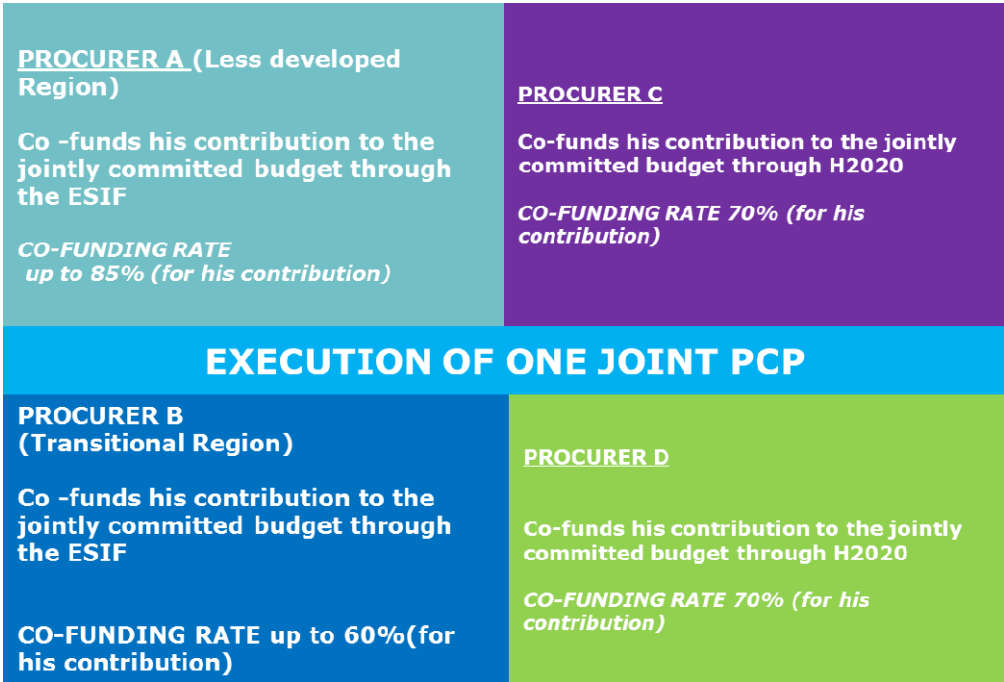 PROCURER A (Less developed
Region)
Co –funds his contribution to the
jointly committed budget through
the ESIF
CO-FUNDING RATE
up to 85% (for his contribution)
PROCURER C
Co-funds his contribution to the jointly
committed budget through H2020
CO-FUNDING RATE 70% (for his
contribution)
EXECUTION OF ONE JOINT PCP
PROCURER B
(Transitional Region)
Co –funds his contribution to the
jointly committed budget through
the ESIF
CO-FUNDING RATE up to 60%(for
his contribution)
PROCURER D
Co-funds his contribution to the jointly
committed budget through H2020
CO-FUNDING RATE 70% (for his
contribution)